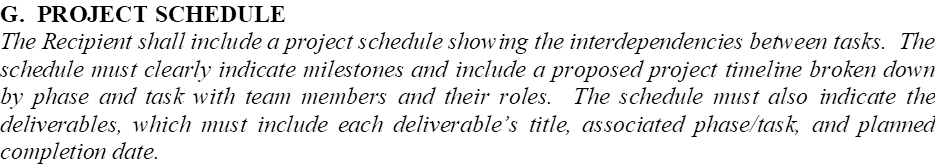 G. PROJECT SCHEDULE
The Recipient shall include a project schedule showing the interdependencies between tasks. The
schedule must clearly indicate milestones and include a proposed project timeline broken down
by phase and task with team members and their roles. The schedule must also indicate the
deliverables, which must include each deliverable's title, associated phase/task, and planned
completion date.